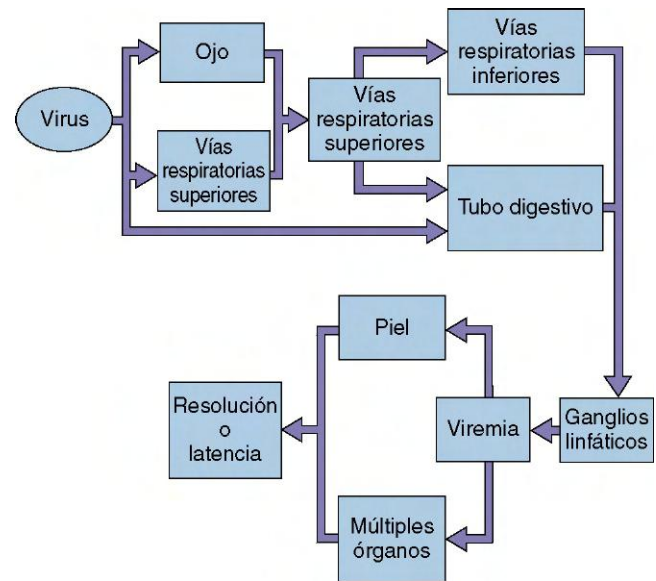 Ojo
Virus
Vías
respiratorias
superiores
Vías
respiratorias
superiores
Vías
respiratorias
inferiores
Tubo digestivo
Piel
Resolución
o
latencia
Viremia
Ganglios
linfáticos
Múltiples
órganos